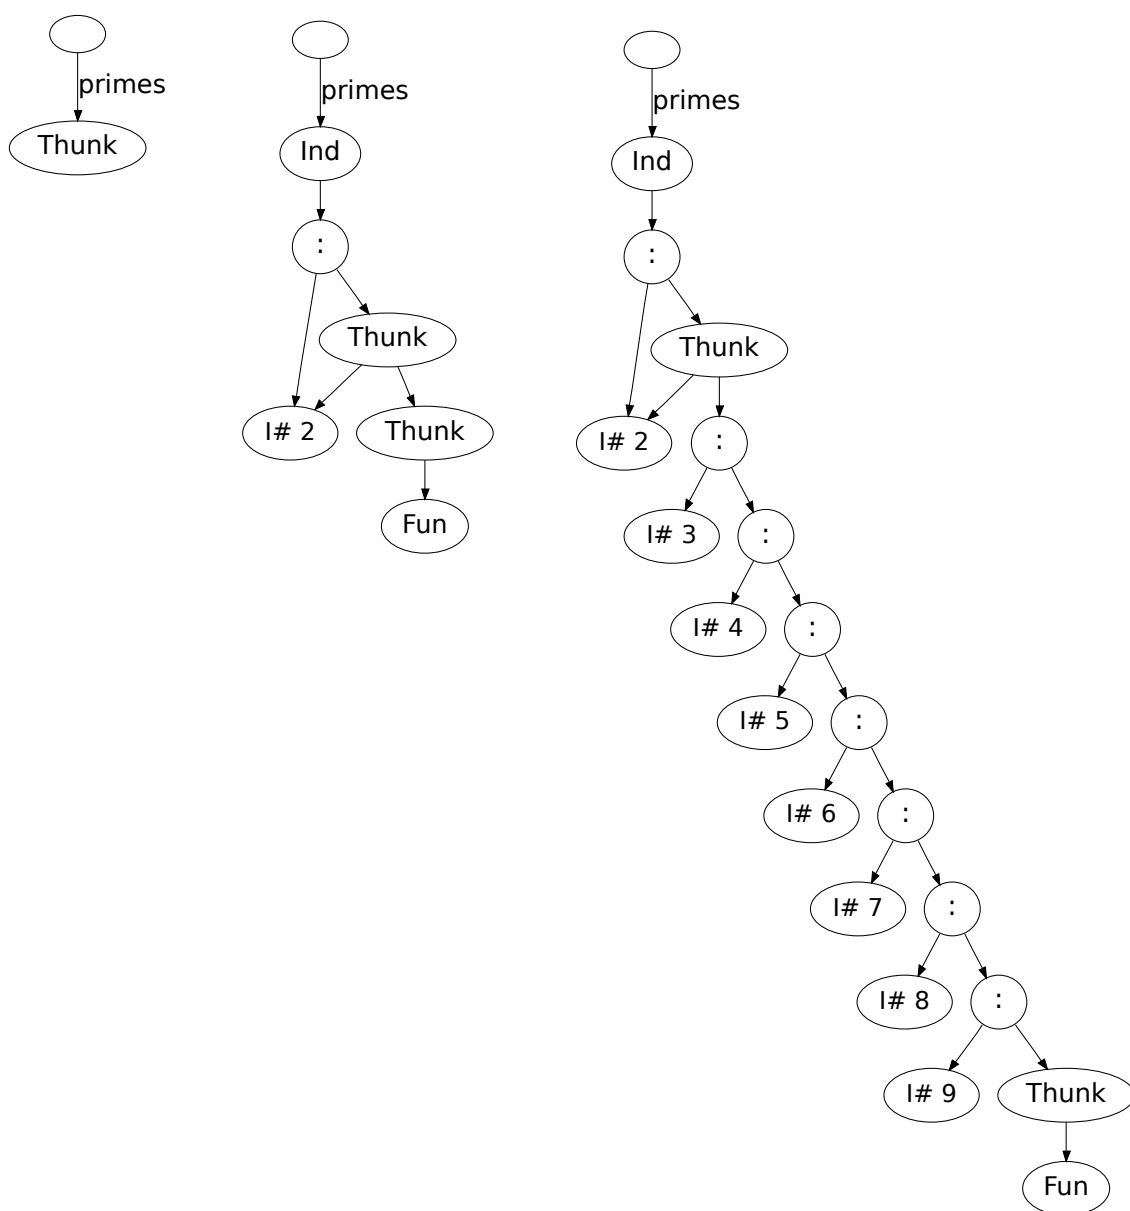 primes
Thunk
primes
Ind
:
Thunk
I# 2
Thunk
Fun
primes
Ind
:
Thunk
I# 2
:
I# 3
:
I# 4
:
I# 5
:
I# 6
:
I# 7
:
I# 8
:
I# 9
Thunk
Fun